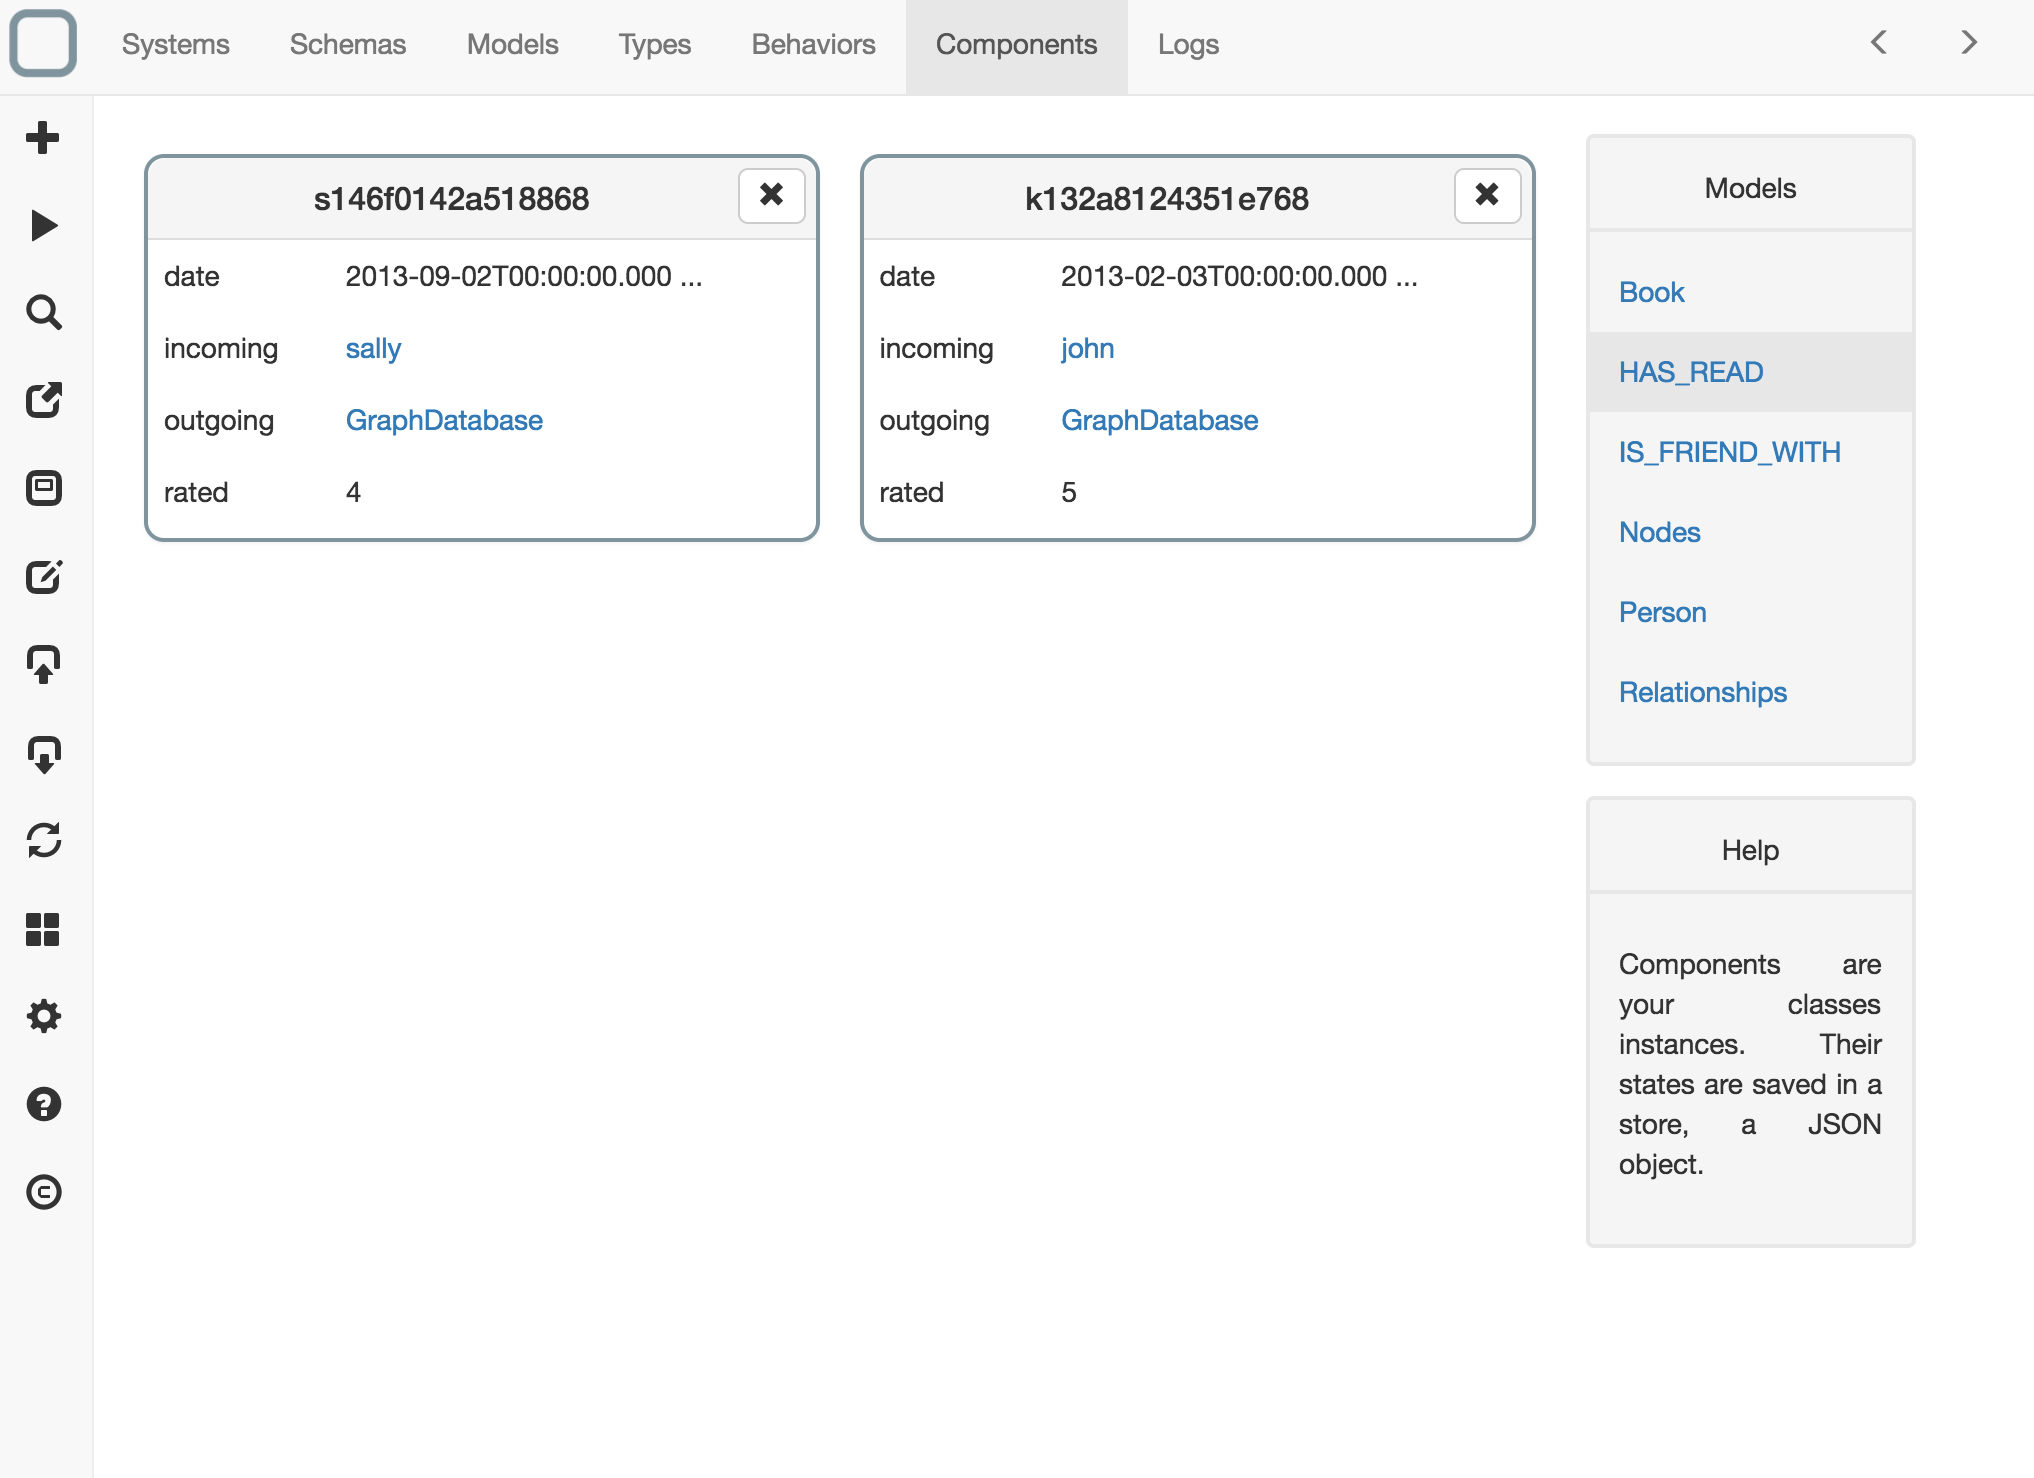 Systems Schemas Models Types Behaviors Components Logs
s146f0142a518868
date 2013-09-02T00:00:00.000 ...
incoming sally
outgoing GraphDatabase
rated 4
k132a8124351e768
date 2013-02-03T00:00:00.000 ...
incoming john
outgoing GraphDatabase
rated 5
Models
Book
HAS_READ
IS_FRIEND_WITH
Nodes
Person
Relationships
Help
Components are
your classes
instances. Their
states are saved in a
store, a JSON
object.